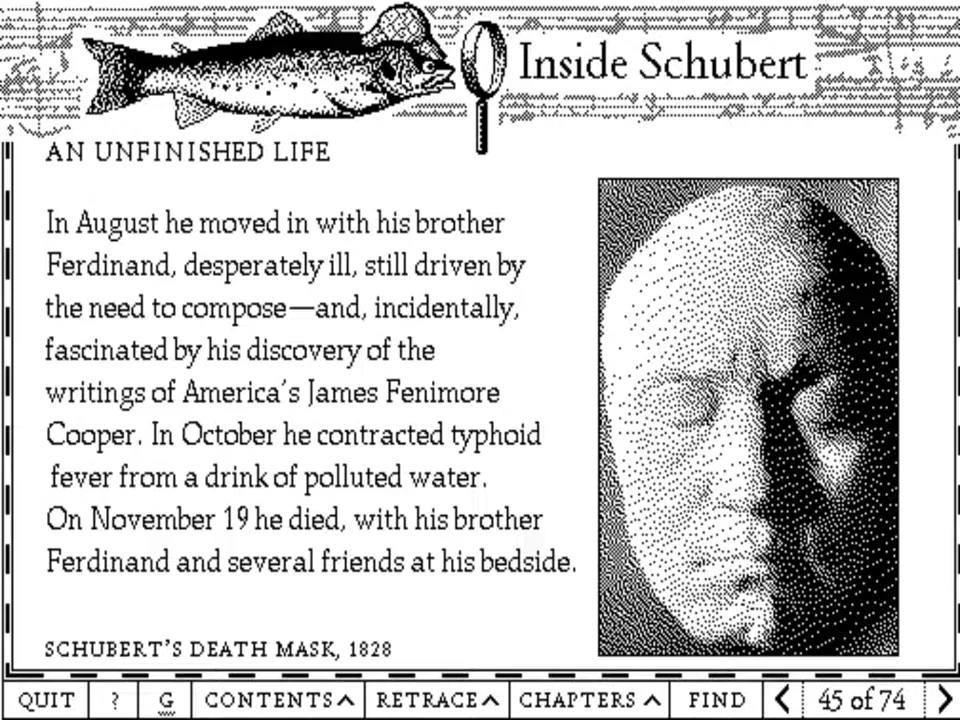 Inside Schubert
AN UNFINISHED LIFE
In August he moved in with his brother
Ferdinand, desperately ill, still driven by
the need to compose—and, incidentally,
fascinated by his discovery of the
writings of America's James Fenimore
Cooper. In October he contracted typhoid
fever from a drink of polluted water.
On November 19 he died, with his brother
Ferdinand and several friends at his bedside.
SCHUBERT'S DEATH MASK, 1828
QUIT ? G CONTENTS RETRACE CHAPTERS FIND 45 of 74